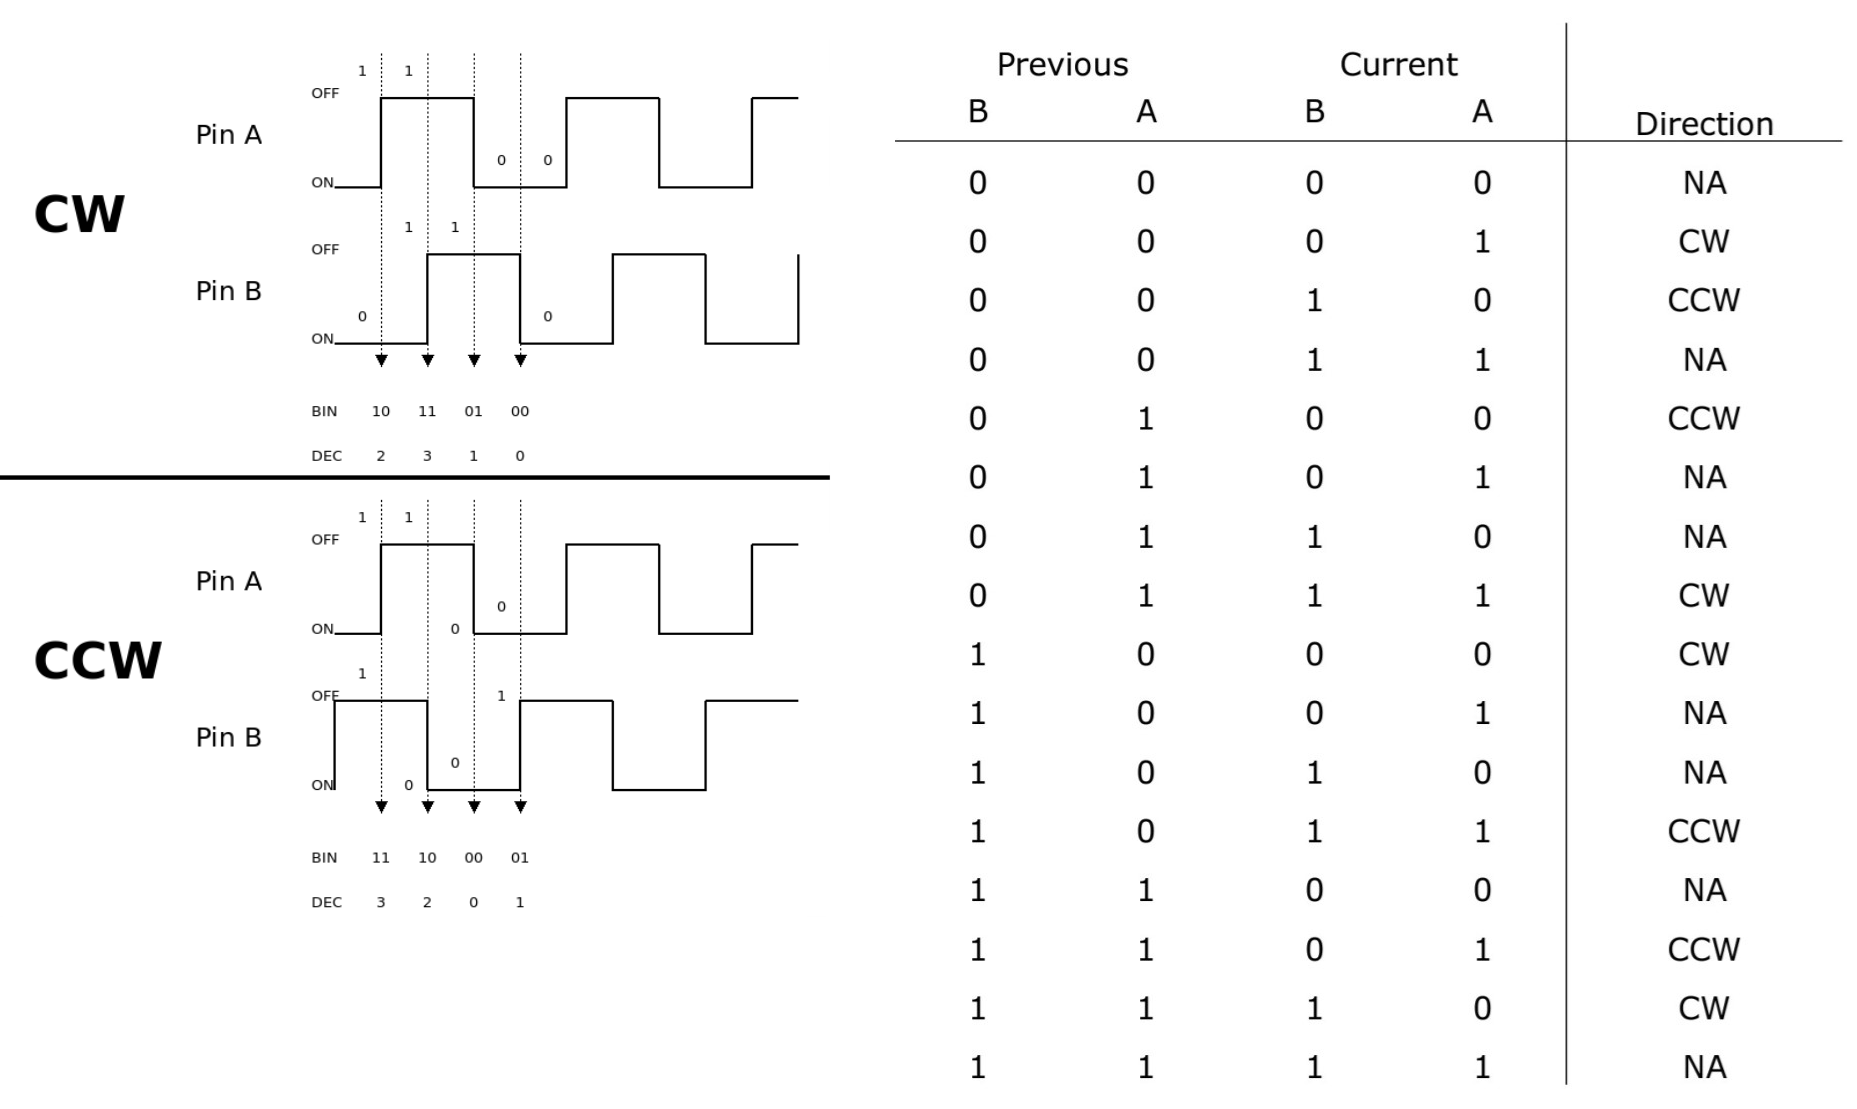 1 1
OFF
Pin A
0 0
ON
CW
1 1
OFF
Pin B
0 0
ON
BIN 10 11 01 00
DEC 2 3 1 0
1 1
OFF
Pin A
0
0
ON
CCW
1
OFF 1
Pin B
0
ON 0
BIN 11 10 00 01
DEC 3 2 0 1
Previous Current
B A B A Direction
0 0 0 0 NA
0 0 0 1 CW
0 0 1 0 CCW
0 0 1 1 NA
0 1 0 0 CCW
0 1 0 1 NA
0 1 1 0 NA
0 1 1 1 CW
1 0 0 0 CW
1 0 0 1 NA
1 0 1 0 NA
1 0 1 1 CCW
1 1 0 0 NA
1 1 0 1 CCW
1 1 1 0 CW
1 1 1 1 NA